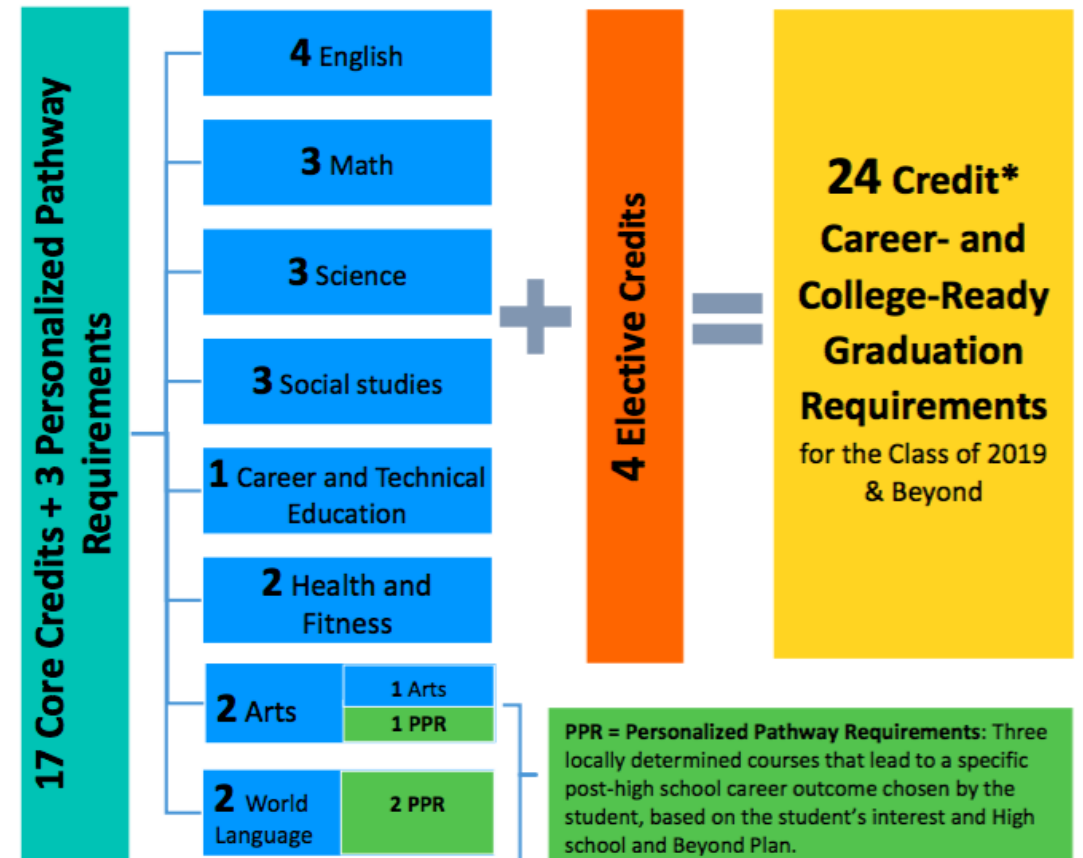 17 Core Credits + 3 Personalized Pathway
Requirements
4 English
3 Math
3 Science
3 Social studies
1 Career and Technical
Education
2 Health and
Fitness
2 Arts
1 Arts
1 PPR
2 World
Language
2 PPR
4 Elective Credits
24 Credit*
Career- and
College-Ready
Graduation
Requirements
for the Class of 2019
& Beyond
PPR = Personalized Pathway Requirements: Three
locally determined courses that lead to a specific
post-high school career outcome chosen by the
student, based on the student's interest and High
school and Beyond Plan.